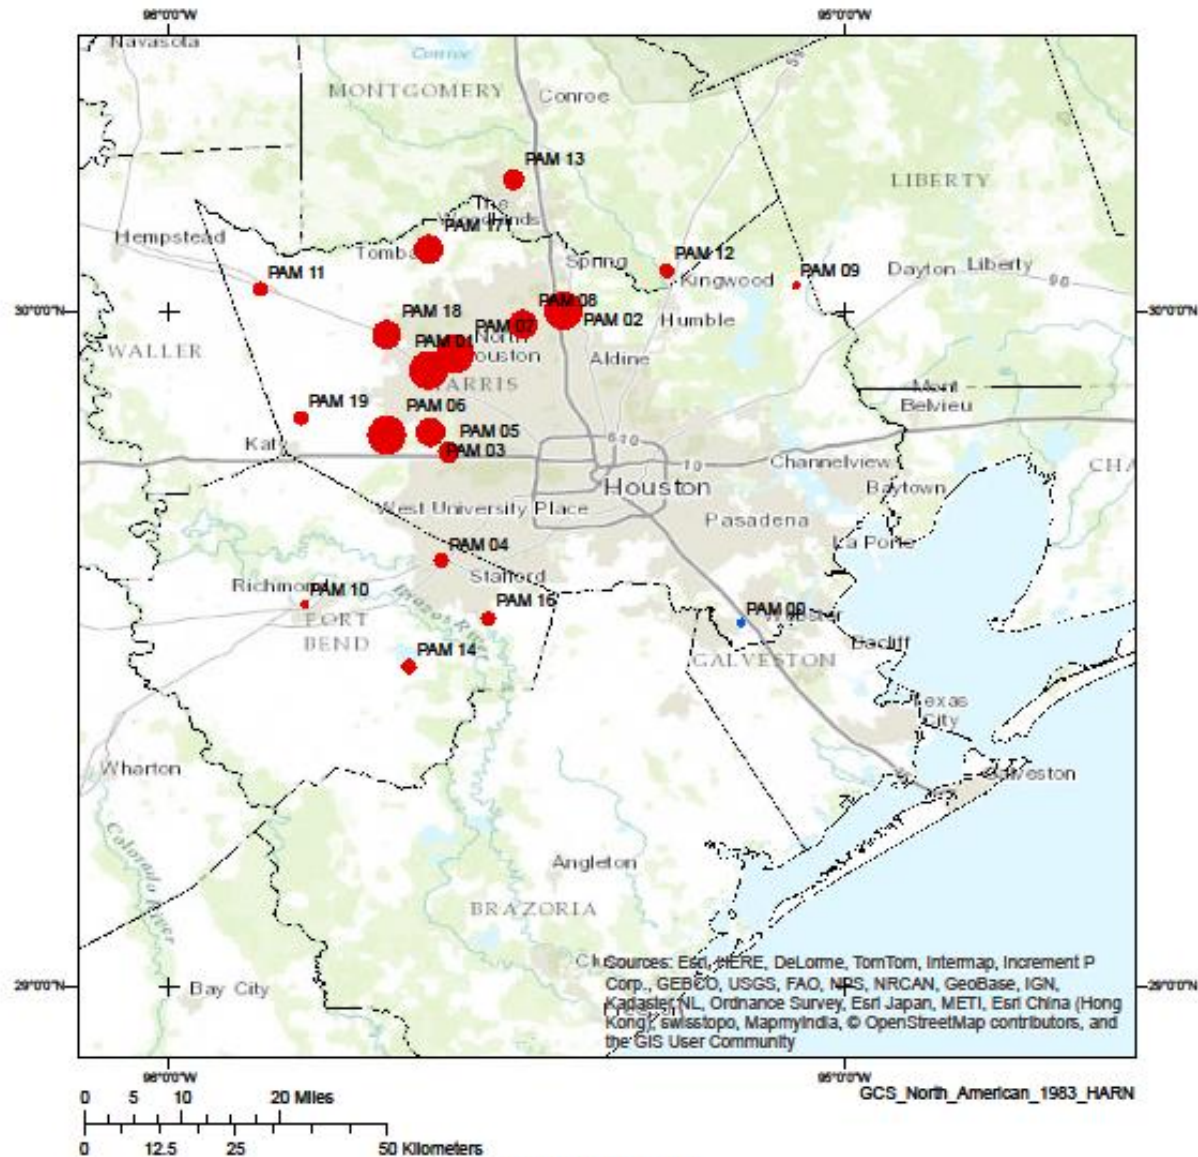 96°0'0"W 95°0'0"W
Navasota
Conroe
MONTGOMERY
Conroe
PAM 13
LIBERTY
The
Woodlands
Hempstead
PAM 171
Tomba
Spring
PAM 12
Kingwood
PAM 09
Dayton
Liberty
90
PAM 11
30°0'0"N 30°0'0"N
PAM 18
PAM 08
PAM 02
Humble
PAM 07
North
Houston
WALLER
PAM 01
Aldine
HARRIS
Mont
Belvieu
PAM 19
PAM 06
PAM 05
Katy
PAM 03
610
10
Channelview
CHA
Baytown
Houston
West University Place
Pasadena
La Porte
PAM 04
Stafford
Richmond
PAM 10
Brazos River
PAM 16
PAM 00
Webster
FORT
BEND
Bacliff
PAM 14
GALVESTON
Texas
City
Wharton
Galveston
Colorado River
Angleton
BRAZORIA
Sources: Esri, HERE, DeLorme, TomTom, Intermap, Increment P
Corp., GEBCO, USGS, FAO, NPS, NRCAN, GeoBase, IGN,
Kadaster NL, Ordnance Survey, Esri Japan, METI, Esri China (Hong
Kong), swisstopo, MapmyIndia, © OpenStreetMap contributors, and
the GIS User Community
29°0'0"N 29°0'0"N
Bay City
96°0'0"W 95°0'0"W
GCS_North_American_1983_HARN
0 5 10 20 Miles
0 12.5 25 50 Kilometers